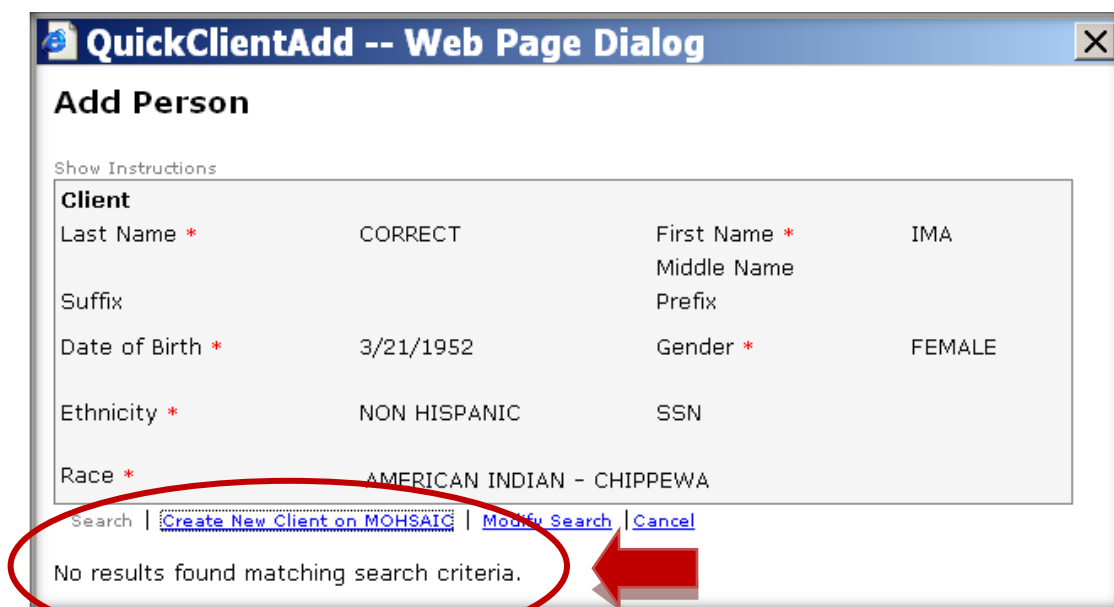 QuickClientAdd -- Web Page Dialog
Add Person
Show Instructions
Client
Last Name * CORRECT First Name * IMA
Middle Name
Suffix Prefix
Date of Birth * 3/21/1952 Gender * FEMALE
Ethnicity * NON HISPANIC SSN
Race * AMERICAN INDIAN - CHIPPEWA
Search | Create New Client on MOHSAIC | Modify Search | Cancel
No results found matching search criteria.